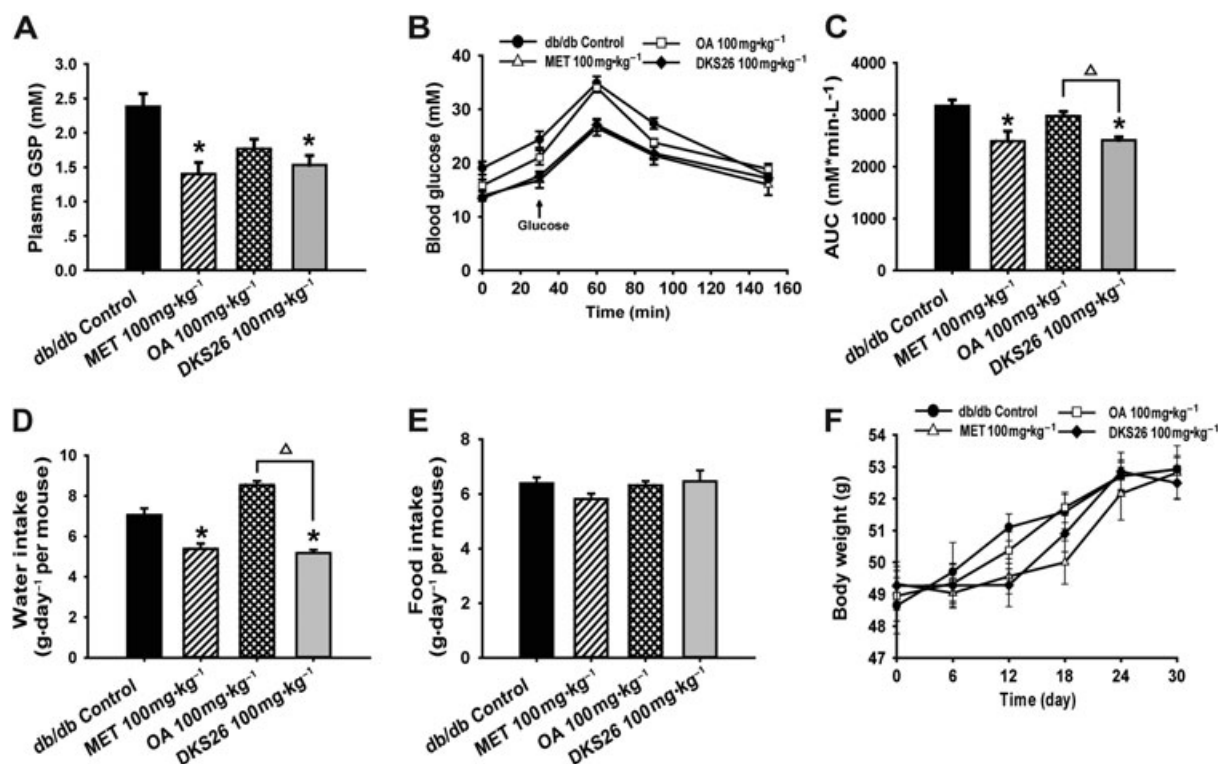 A
Plasma GSP (mM)
3.0
2.5
2.0
1.5
1.0
.5
0.0
*
*
db/db Control
MET 100mg·kg⁻¹
OA 100mg·kg⁻¹
DKS26 100mg·kg⁻¹
B
db/db Control
OA 100mg·kg⁻¹
MET 100mg·kg⁻¹
DKS26 100mg·kg⁻¹
Blood glucose (mM)
40
30
20
10
0
Glucose
0 20 40 60 80 100 120 140 160
Time (min)
C
AUC (mM*min·L⁻¹)
4000
3000
2000
1000
0
Δ
*
*
db/db Control
MET 100mg·kg⁻¹
OA 100mg·kg⁻¹
DKS26 100mg·kg⁻¹
D
Water intake
(g·day⁻¹ per mouse)
10
8
6
4
2
0
Δ
*
*
db/db Control
MET 100mg·kg⁻¹
OA 100mg·kg⁻¹
DKS26 100mg·kg⁻¹
E
Food intake
(g·day⁻¹ per mouse)
8
6
4
2
0
db/db Control
MET 100mg·kg⁻¹
OA 100mg·kg⁻¹
DKS26 100mg·kg⁻¹
F
db/db Control
OA 100mg·kg⁻¹
MET 100mg·kg⁻¹
DKS26 100mg·kg⁻¹
Body weight (g)
54
53
52
51
50
49
48
47
0 6 12 18 24 30
Time (day)